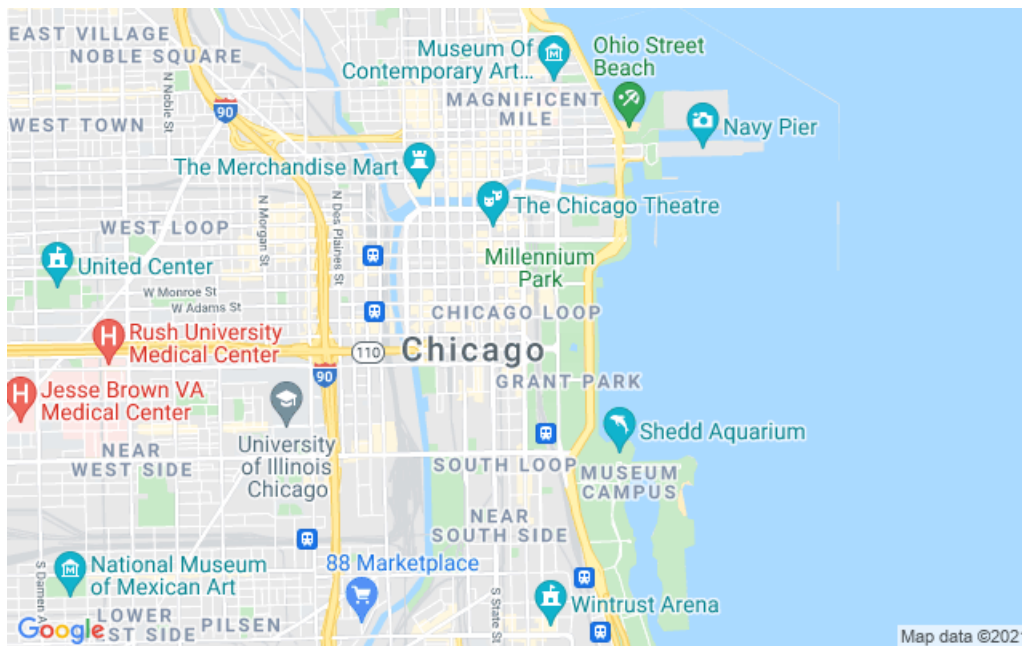 EAST VILLAGE
NOBLE SQUARE
Museum Of
Contemporary Art...
Ohio Street
Beach
N Noble St
90
MAGNIFICENT
MILE
WEST TOWN
Navy Pier
The Merchandise Mart
The Chicago Theatre
N Morgan St
N Des Plaines St
WEST LOOP
Millennium
Park
United Center
W Monroe St
W Adams St
CHICAGO LOOP
H
Rush University
Medical Center
110
Chicago
90
GRANT PARK
H
Jesse Brown VA
Medical Center
Shedd Aquarium
University
of Illinois
Chicago
NEAR
WEST SIDE
SOUTH LOOP
MUSEUM
CAMPUS
NEAR
SOUTH SIDE
National Museum
of Mexican Art
88 Marketplace
S Damen A
S State St
Wintrust Arena
LOWER
EST SIDE
PILSEN
Google
Map data ©2021